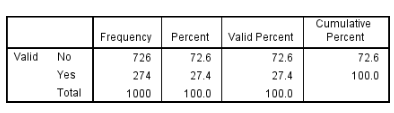 Frequency Percent Valid Percent Cumulative Percent
Valid No 726 72.6 72.6 72.6
Yes 274 27.4 27.4 100.0
Total 1000 100.0 100.0